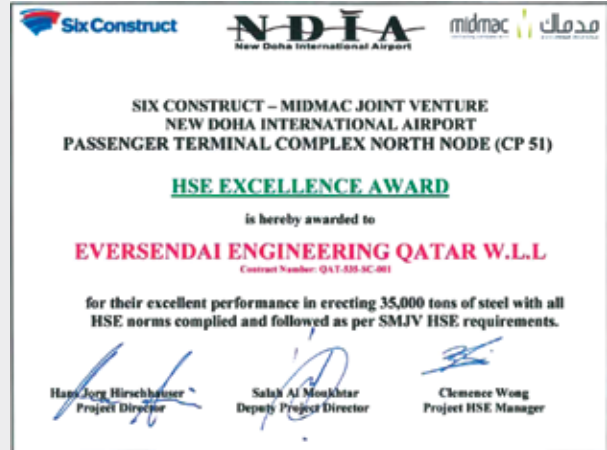 Six Construct
NDIA
New Doha International Airport
midmac مدماك
SIX CONSTRUCT – MIDMAC JOINT VENTURE
NEW DOHA INTERNATIONAL AIRPORT
PASSENGER TERMINAL COMPLEX NORTH NODE (CP 51)
HSE EXCELLENCE AWARD
is hereby awarded to
EVERSENDAI ENGINEERING QATAR W.L.L
Contract Number: QAT-535-SC-001
for their excellent performance in erecting 35,000 tons of steel with all
HSE norms complied and followed as per SMJV HSE requirements.
Hans Jorg Hirschhauser Salah Al Moukhtar Clemence Wong
Project Director Deputy Project Director Project HSE Manager